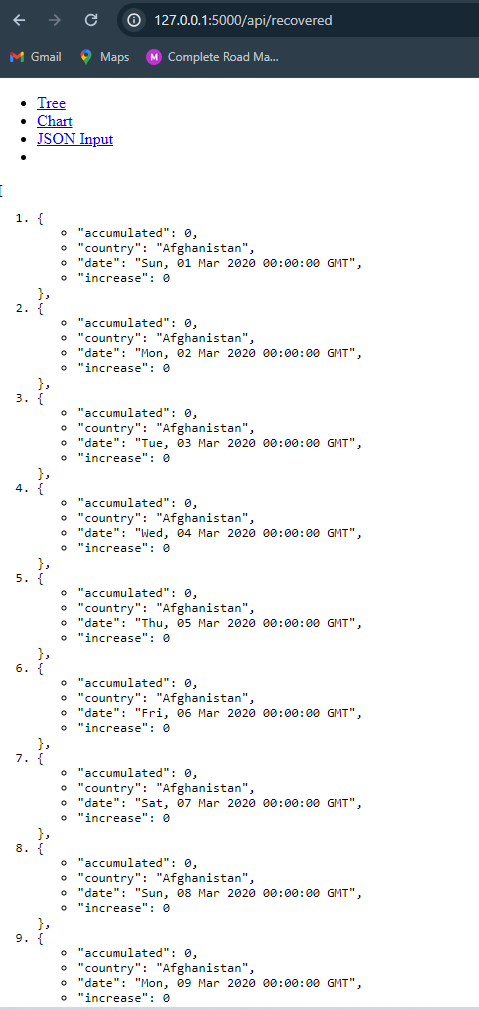 127.0.0.1:5000/api/recovered
Gmail Maps M Complete Road Ma...
Tree
Chart
JSON Input
[
1. {
"accumulated": 0,
"country": "Afghanistan",
"date": "Sun, 01 Mar 2020 00:00:00 GMT",
"increase": 0
},
2. {
"accumulated": 0,
"country": "Afghanistan",
"date": "Mon, 02 Mar 2020 00:00:00 GMT",
"increase": 0
},
3. {
"accumulated": 0,
"country": "Afghanistan",
"date": "Tue, 03 Mar 2020 00:00:00 GMT",
"increase": 0
},
4. {
"accumulated": 0,
"country": "Afghanistan",
"date": "Wed, 04 Mar 2020 00:00:00 GMT",
"increase": 0
},
5. {
"accumulated": 0,
"country": "Afghanistan",
"date": "Thu, 05 Mar 2020 00:00:00 GMT",
"increase": 0
},
6. {
"accumulated": 0,
"country": "Afghanistan",
"date": "Fri, 06 Mar 2020 00:00:00 GMT",
"increase": 0
},
7. {
"accumulated": 0,
"country": "Afghanistan",
"date": "Sat, 07 Mar 2020 00:00:00 GMT",
"increase": 0
},
8. {
"accumulated": 0,
"country": "Afghanistan",
"date": "Sun, 08 Mar 2020 00:00:00 GMT",
"increase": 0
},
9. {
"accumulated": 0,
"country": "Afghanistan",
"date": "Mon, 09 Mar 2020 00:00:00 GMT",
"increase": 0